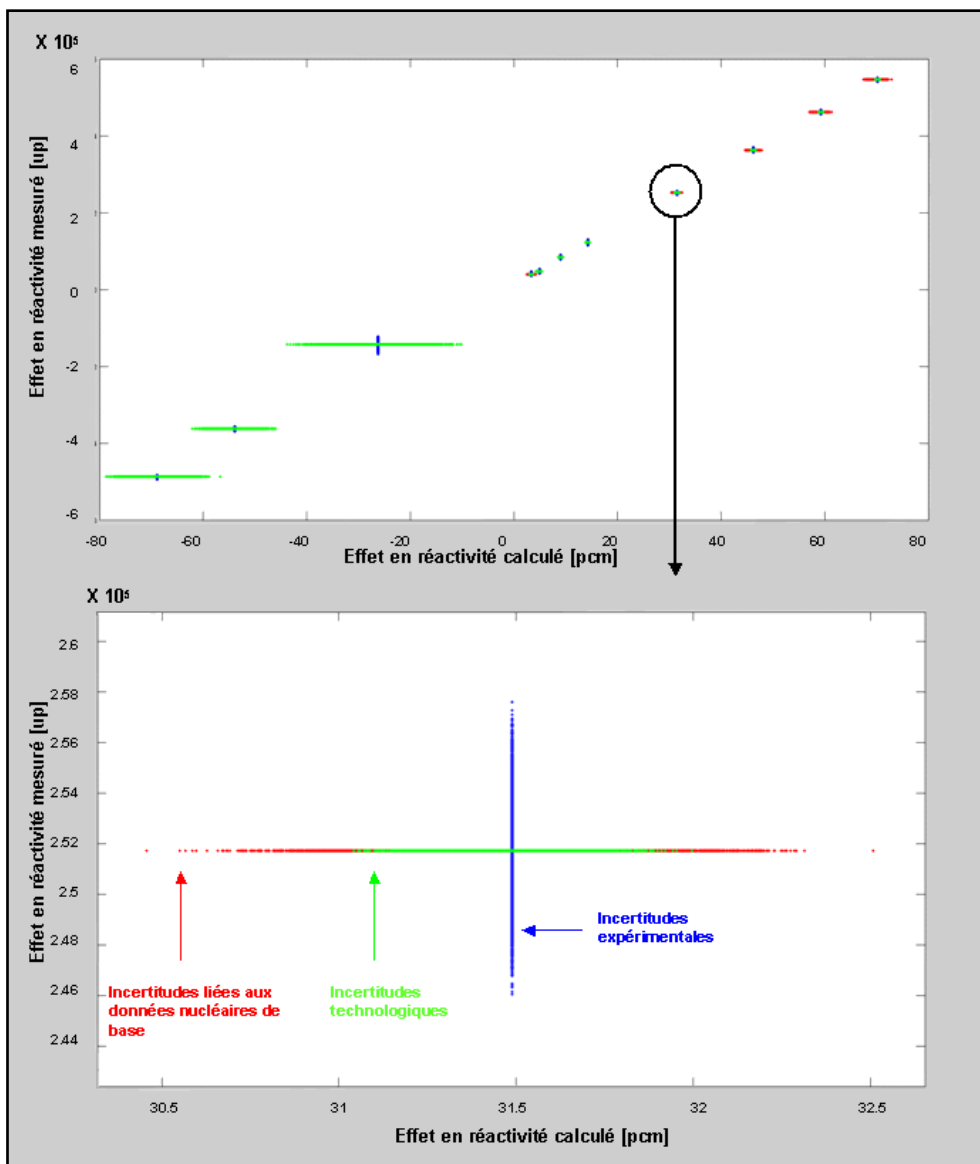 X 10⁵
6
4
2
0
-2
-4
-6
Effet en réactivité mesuré [up]
-80 -60 -40 -20 0 20 40 60 80
Effet en réactivité calculé [pcm]
X 10⁵
2.6
2.58
2.56
2.54
2.52
2.5
2.48
2.46
2.44
Effet en réactivité mesuré [up]
Incertitudes
expérimentales
Incertitudes liées aux
données nucléaires de
base
Incertitudes
technologiques
30.5 31 31.5 32 32.5
Effet en réactivité calculé [pcm]